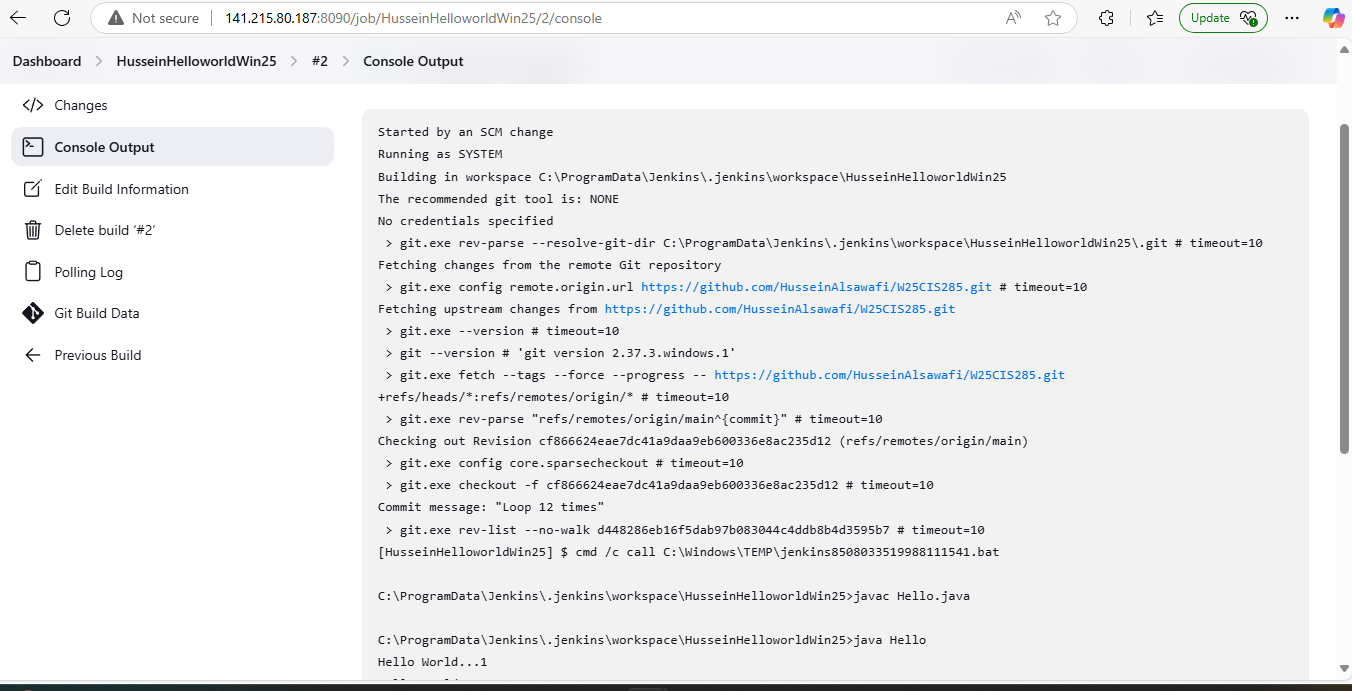 Not secure 141.215.80.187:8090/job/HusseinHelloworldWin25/2/console Update
Dashboard > HusseinHelloworldWin25 > #2 > Console Output
Changes
Console Output
Edit Build Information
Delete build ‘#2’
Polling Log
Git Build Data
Previous Build
Started by an SCM change
Running as SYSTEM
Building in workspace C:\ProgramData\Jenkins\.jenkins\workspace\HusseinHelloworldWin25
The recommended git tool is: NONE
No credentials specified
> git.exe rev-parse --resolve-git-dir C:\ProgramData\Jenkins\.jenkins\workspace\HusseinHelloworldWin25\.git # timeout=10
Fetching changes from the remote Git repository
> git.exe config remote.origin.url https://github.com/HusseinAlsawafi/W25CIS285.git # timeout=10
Fetching upstream changes from https://github.com/HusseinAlsawafi/W25CIS285.git
> git.exe --version # timeout=10
> git --version # 'git version 2.37.3.windows.1'
> git.exe fetch --tags --force --progress -- https://github.com/HusseinAlsawafi/W25CIS285.git
+refs/heads/*:refs/remotes/origin/* # timeout=10
> git.exe rev-parse "refs/remotes/origin/main^{commit}" # timeout=10
Checking out Revision cf866624eae7dc41a9daa9eb600336e8ac235d12 (refs/remotes/origin/main)
> git.exe config core.sparsecheckout # timeout=10
> git.exe checkout -f cf866624eae7dc41a9daa9eb600336e8ac235d12 # timeout=10
Commit message: "Loop 12 times"
> git.exe rev-list --no-walk d448286eb16f5dab97b083044c4ddb8b4d3595b7 # timeout=10
[HusseinHelloworldWin25] $ cmd /c call C:\Windows\TEMP\jenkins8508033519988111541.bat
C:\ProgramData\Jenkins\.jenkins\workspace\HusseinHelloworldWin25>javac Hello.java
C:\ProgramData\Jenkins\.jenkins\workspace\HusseinHelloworldWin25>java Hello
Hello World...1